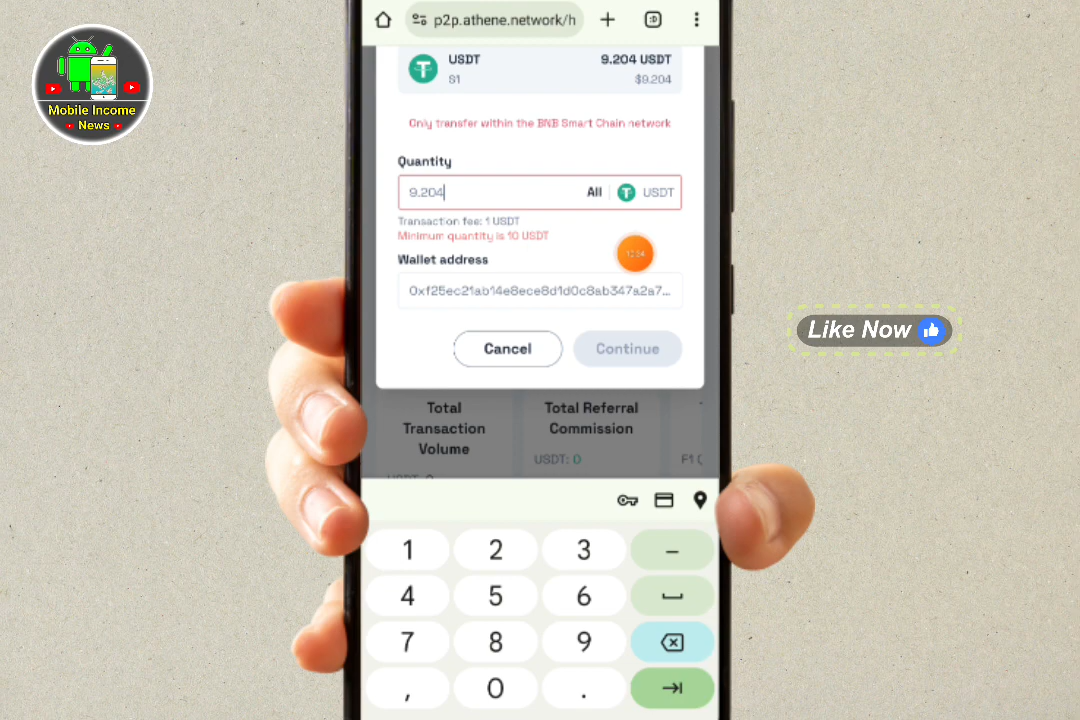 Mobile Income
News
p2p.athene.network/h
:D
USDT
$1
9.204 USDT
$9.204
Only transfer within the BNB Smart Chain network
Quantity
9.204
All
USDT
Transaction fee: 1 USDT
Minimum quantity is 10 USDT
Wallet address
0xf25ec21ab14e8ece8d1d0c8ab347a2a7...
Cancel
Continue
Like Now
Total
Transaction
Volume
Total Referral
Commission
USDT: 0
F1 (
1 2 3 –
4 5 6
7 8 9
, 0 .